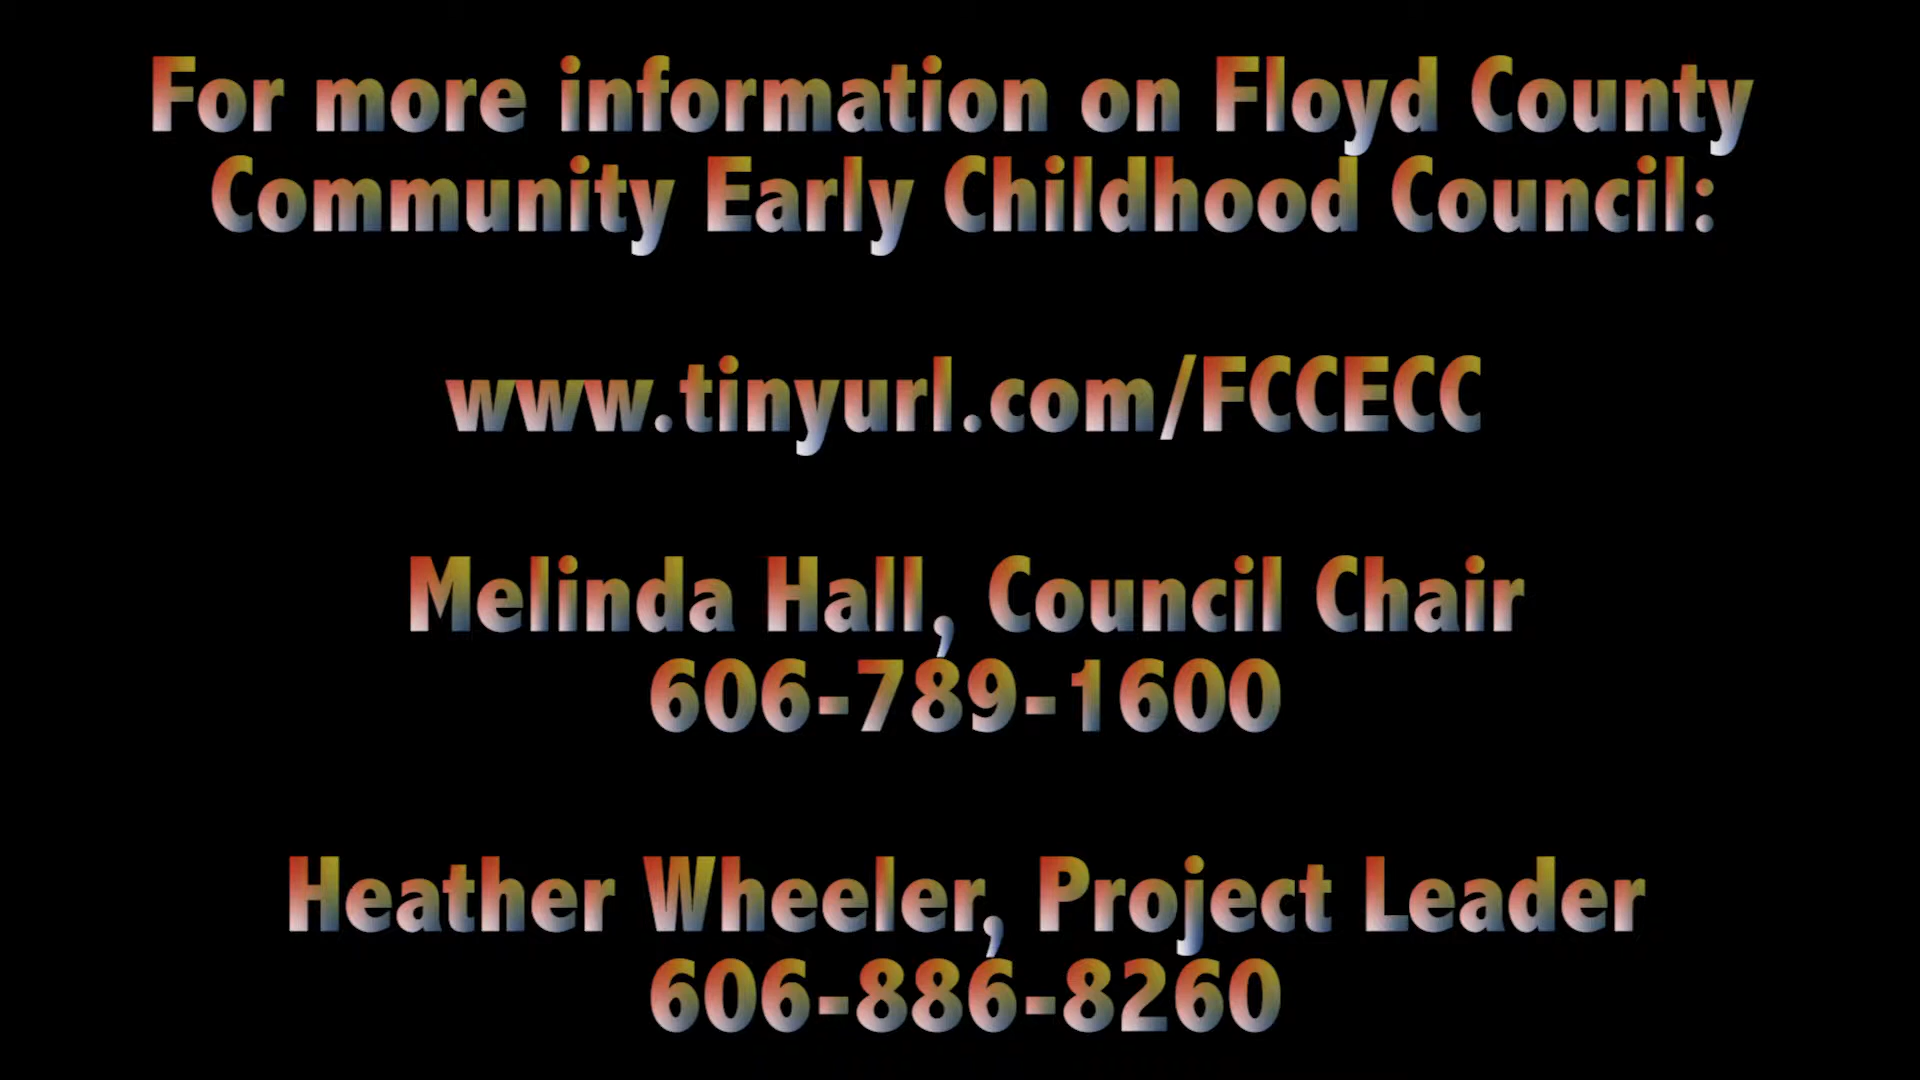 For more information on Floyd County
Community Early Childhood Council:
www.tinyurl.com/FCCECC
Melinda Hall, Council Chair
606-789-1600
Heather Wheeler, Project Leader
606-886-8260